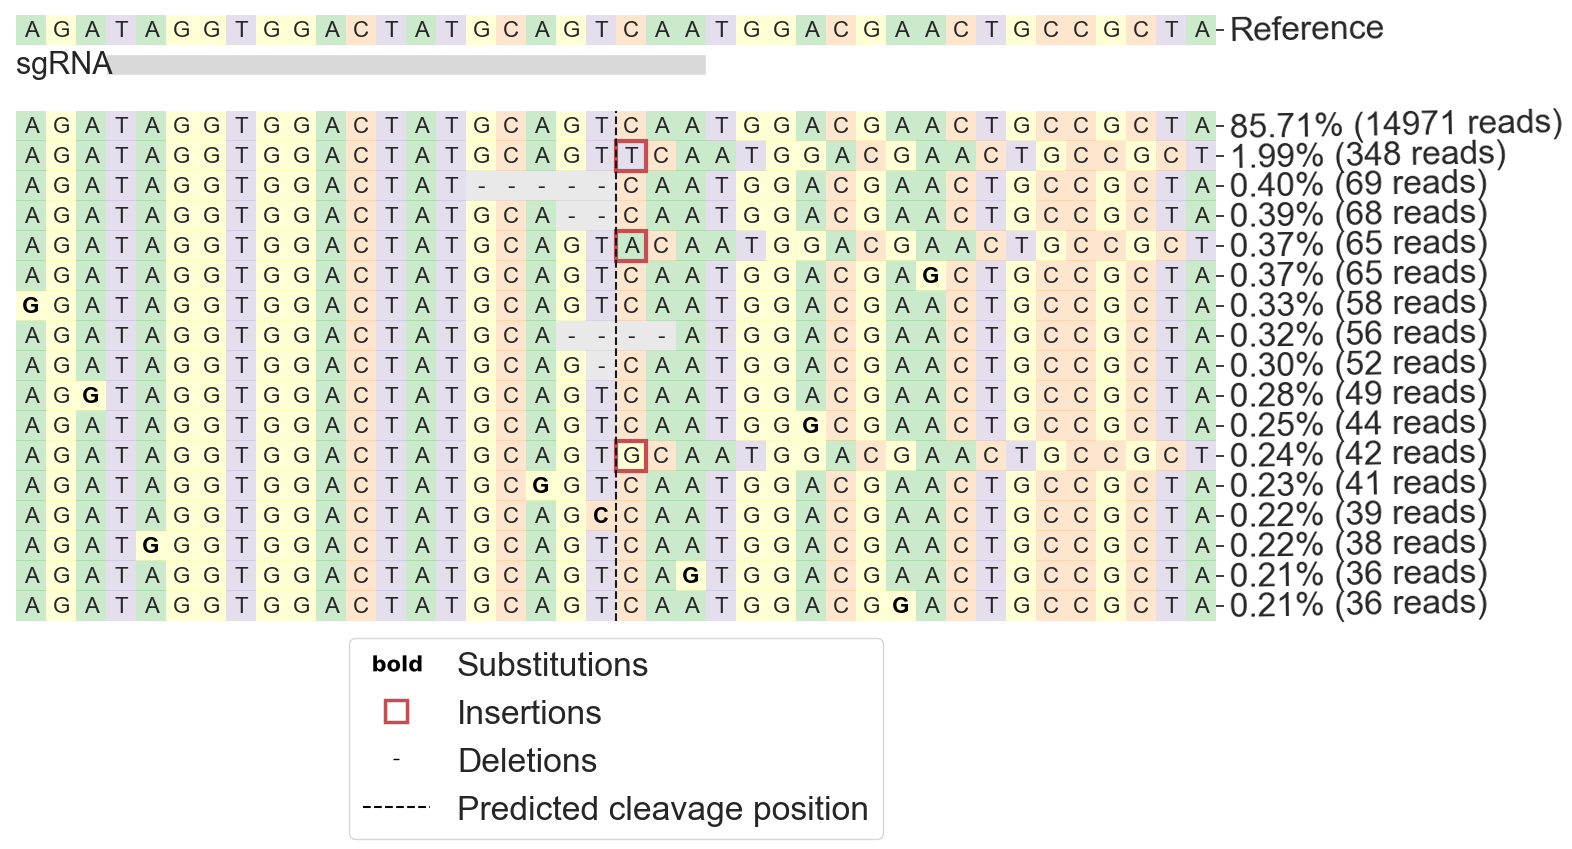 A G A T A G G T G G A C T A T G C A G T C A A T G G A C G A A C T G C C G C T A Reference
sgRNA
A G A T A G G T G G A C T A T G C A G T C A A T G G A C G A A C T G C C G C T A 85.71% (14971 reads)
A G A T A G G T G G A C T A T G C A G T T C A A T G G A C G A A C T G C C G C T 1.99% (348 reads)
A G A T A G G T G G A C T A T - - - - - C A A T G G A C G A A C T G C C G C T A 0.40% (69 reads)
A G A T A G G T G G A C T A T G C A - - C A A T G G A C G A A C T G C C G C T A 0.39% (68 reads)
A G A T A G G T G G A C T A T G C A G T A C A A T G G A C G A A C T G C C G C T 0.37% (65 reads)
A G A T A G G T G G A C T A T G C A G T C A A T G G A C G A G C T G C C G C T A 0.37% (65 reads)
G G A T A G G T G G A C T A T G C A G T C A A T G G A C G A A C T G C C G C T A 0.33% (58 reads)
A G A T A G G T G G A C T A T G C A - - - - A T G G A C G A A C T G C C G C T A 0.32% (56 reads)
A G A T A G G T G G A C T A T G C A G - C A A T G G A C G A A C T G C C G C T A 0.30% (52 reads)
A G G T A G G T G G A C T A T G C A G T C A A T G G A C G A A C T G C C G C T A 0.28% (49 reads)
A G A T A G G T G G A C T A T G C A G T C A A T G G G C G A A C T G C C G C T A 0.25% (44 reads)
A G A T A G G T G G A C T A T G C A G T G C A A T G G A C G A A C T G C C G C T 0.24% (42 reads)
A G A T A G G T G G A C T A T G C G G T C A A T G G A C G A A C T G C C G C T A 0.23% (41 reads)
A G A T A G G T G G A C T A T G C A G C C A A T G G A C G A A C T G C C G C T A 0.22% (39 reads)
A G A T G G G T G G A C T A T G C A G T C A A T G G A C G A A C T G C C G C T A 0.22% (38 reads)
A G A T A G G T G G A C T A T G C A G T C A G T G G A C G A A C T G C C G C T A 0.21% (36 reads)
A G A T A G G T G G A C T A T G C A G T C A A T G G A C G G A C T G C C G C T A 0.21% (36 reads)
bold Substitutions
Insertions
- Deletions
Predicted cleavage position